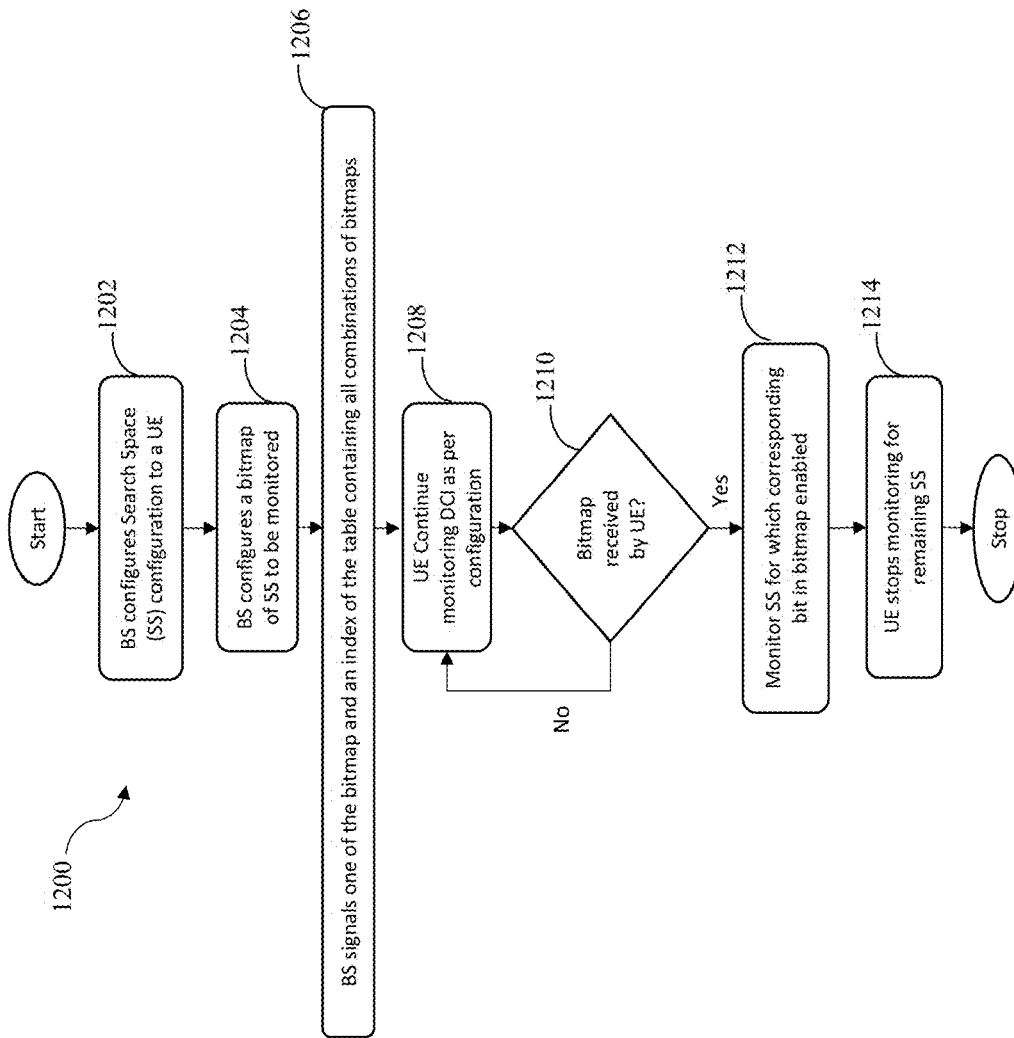 1200
Start
BS configures Search Space
(SS) configuration to a UE
1202
BS configures a bitmap
of SS to be monitored
1204
BS signals one of the bitmap and an index of the table containing all combinations of bitmaps
1206
UE Continue
monitoring DCI as per
configuration
1208
Bitmap
received
by UE?
1210
No
Yes
Monitor SS for which corresponding
bit in bitmap enabled
1212
UE stops monitoring for
remaining SS
1214
Stop